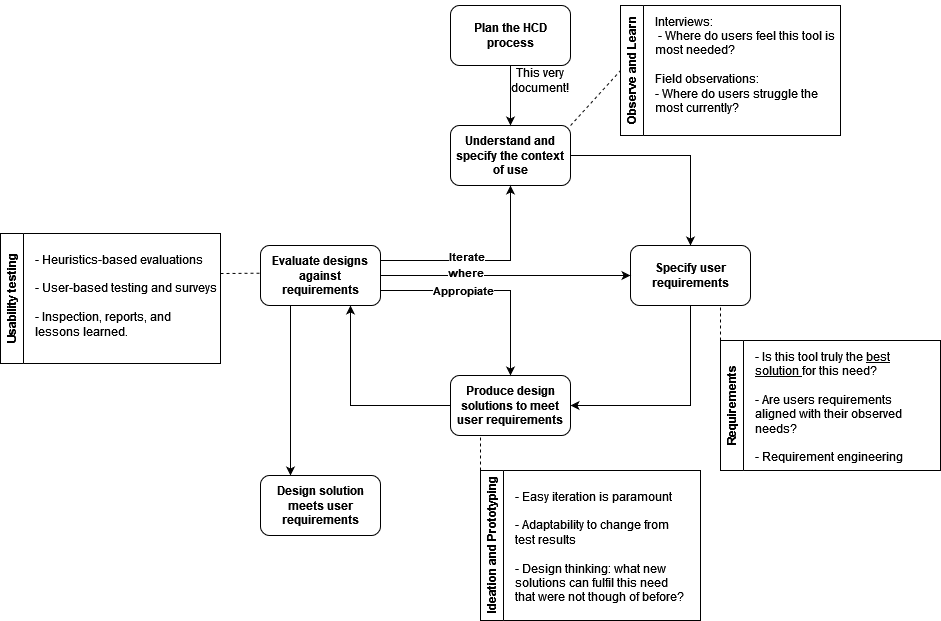 Plan the HCD
process
This very
document!
Observe and Learn
Interviews:
- Where do users feel this tool is
most needed?
Field observations:
- Where do users struggle the
most currently?
Understand and
specify the context
of use
Usability testing
- Heuristics-based evaluations
- User-based testing and surveys
- Inspection, reports, and
lessons learned.
Evaluate designs
against
requirements
Iterate
where
Appropiate
Specify user
requirements
Requirements
- Is this tool truly the best
solution for this need?
- Are users requirements
aligned with their observed
needs?
- Requirement engineering
Produce design
solutions to meet
user requirements
Design solution
meets user
requirements
Ideation and Prototyping
- Easy iteration is paramount
- Adaptability to change from
test results
- Design thinking: what new
solutions can fulfil this need
that were not though of before?